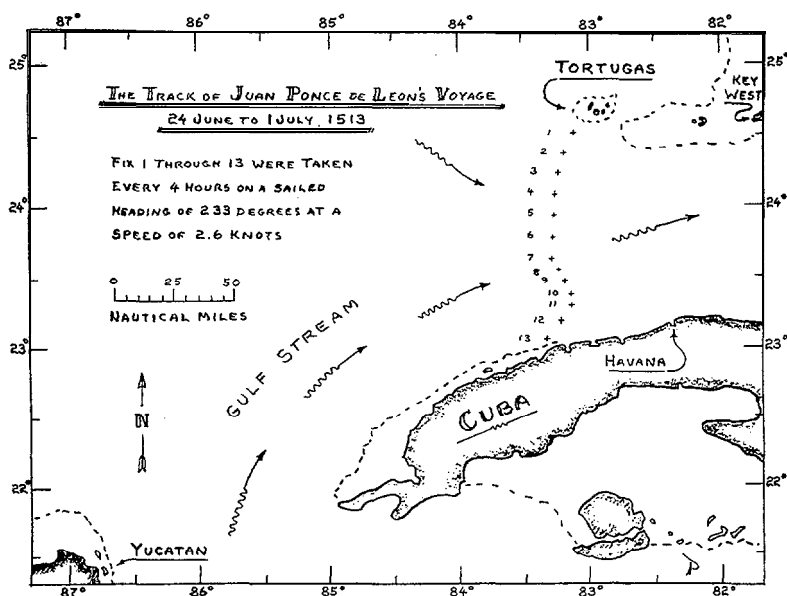 87° 86° 85° 84° 83° 82°
25°
24°
23°
22°
THE TRACK OF JUAN PONCE DE LEON'S VOYAGE
24 JUNE TO 1 JULY, 1513
FIX 1 THROUGH 13 WERE TAKEN
EVERY 4 HOURS ON A SAILED
HEADING OF 233 DEGREES AT A
SPEED OF 2.6 KNOTS
0 25 50
NAUTICAL MILES
N
GULF STREAM
TORTUGAS
KEY
WEST
1
2
3
4
5
6
7
8
9
10
11
12
13
HAVANA
CUBA
YUCATAN
25°
24°
23°
22°
87° 86° 85° 84° 83° 82°